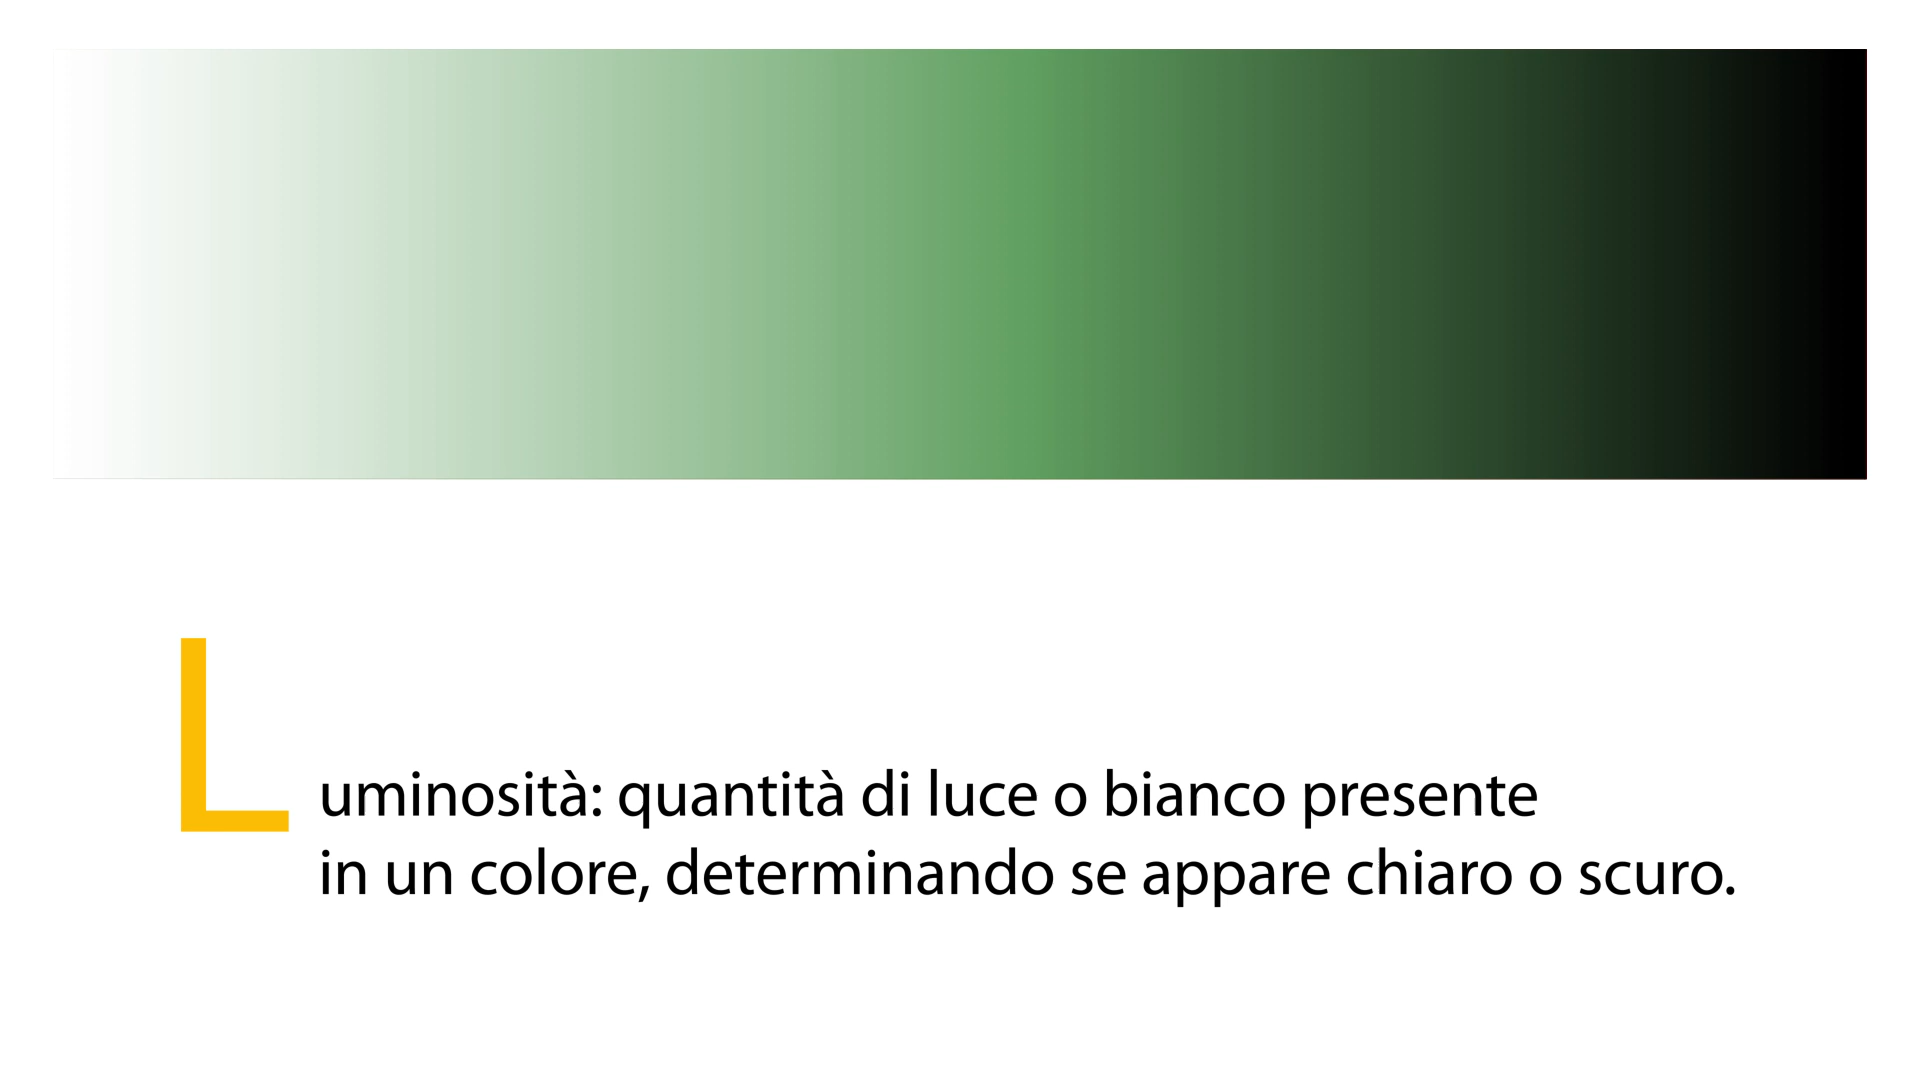 Luminosità: quantità di luce o bianco presente
in un colore, determinando se appare chiaro o scuro.